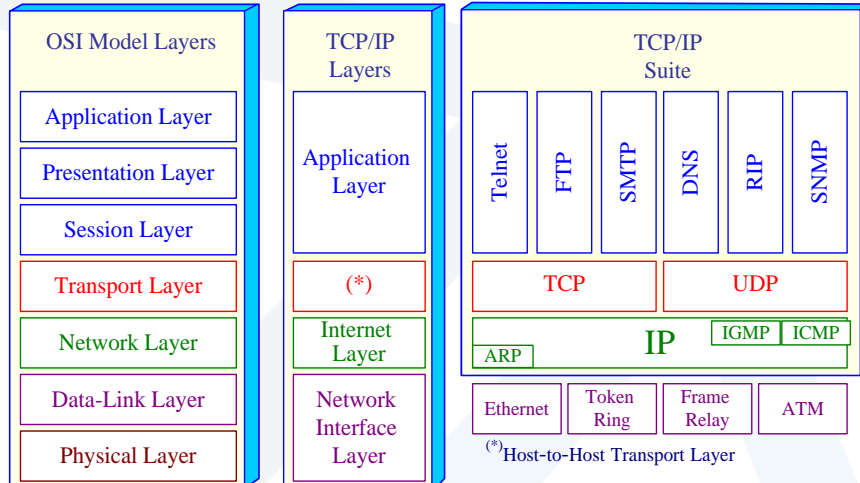 OSI Model Layers
Application Layer
Presentation Layer
Session Layer
Transport Layer
Network Layer
Data-Link Layer
Physical Layer
TCP/IP
Layers
Application
Layer
(*)
Internet
Layer
Network
Interface
Layer
TCP/IP
Suite
Telnet
FTP
SMTP
DNS
RIP
SNMP
TCP
UDP
IP
IGMP
ICMP
ARP
Ethernet
Token
Ring
Frame
Relay
ATM
(*)Host-to-Host Transport Layer